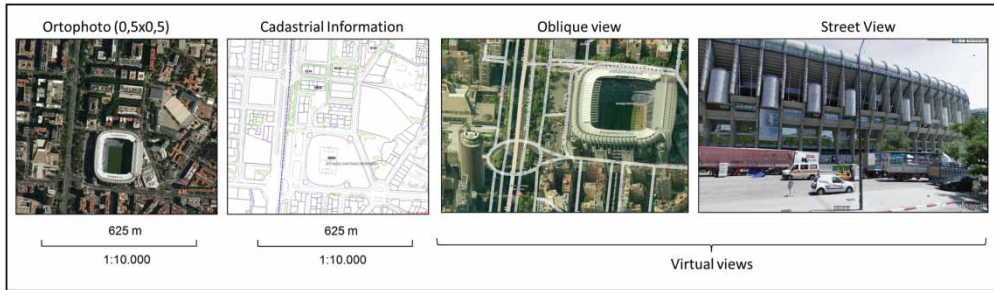 Ortophoto (0,5x0,5)
Cadastrial Information
Oblique view
Street View
625 m
1:10.000
625 m
1:10.000
Virtual views